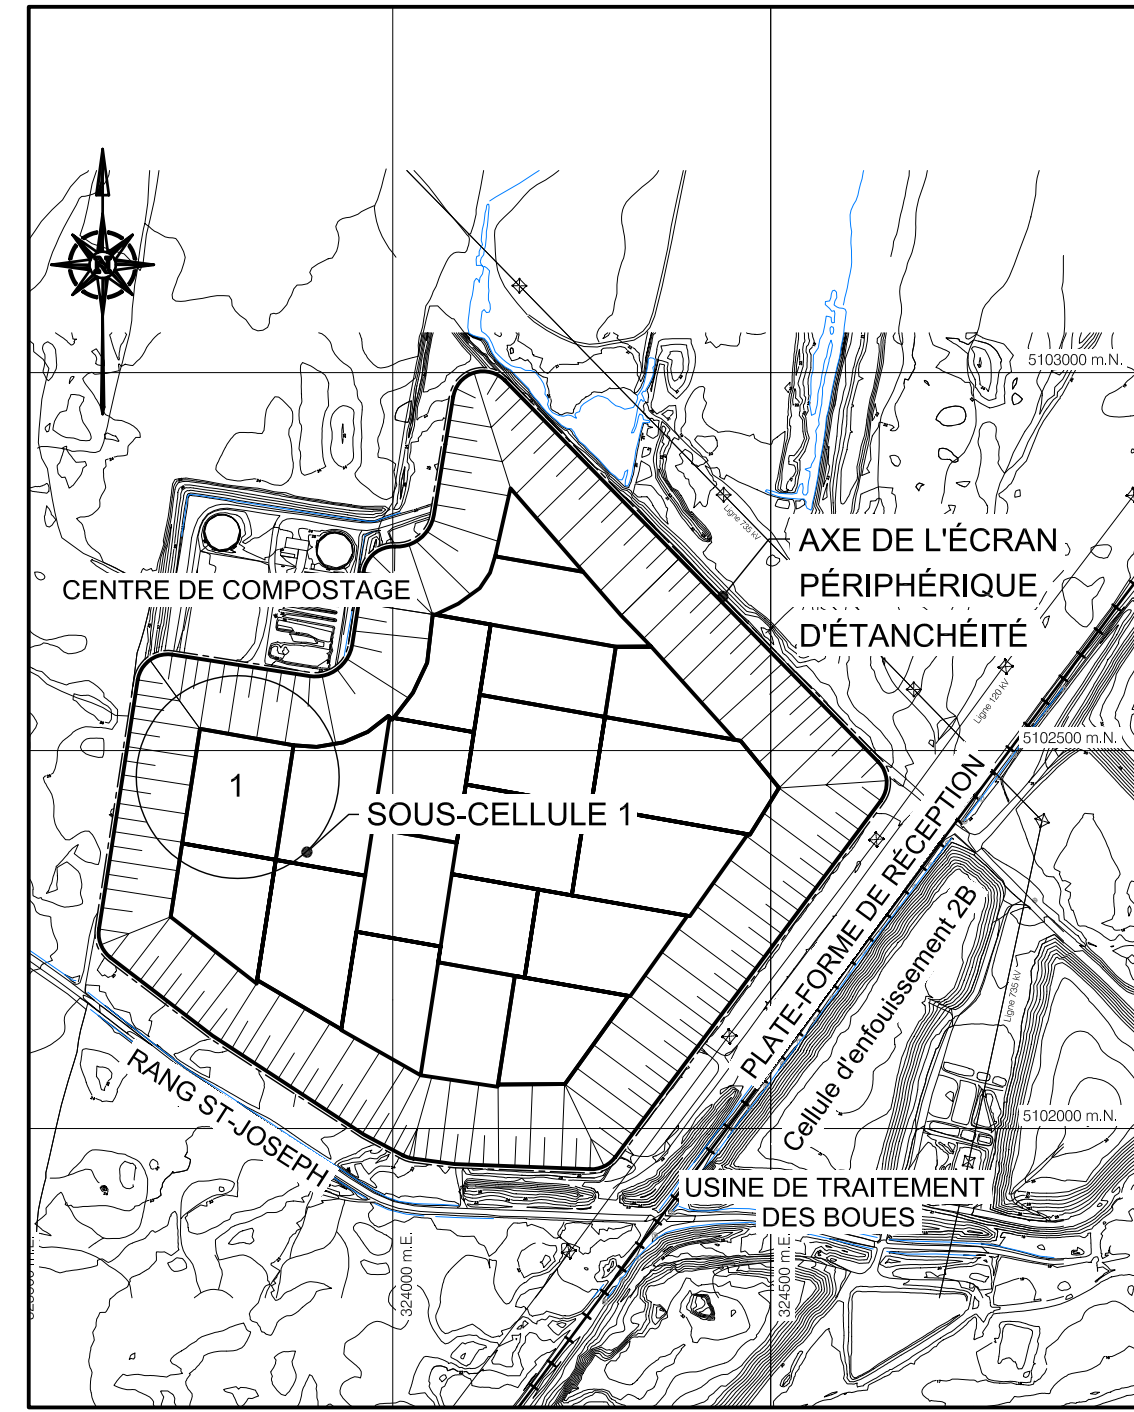 N
5103000 m.N.
Ligne 735 kV
AXE DE L'ÉCRAN
PÉRIPHÉRIQUE
D'ÉTANCHÉITÉ
CENTRE DE COMPOSTAGE
Ligne 120 kV
5102500 m.N.
1
SOUS-CELLULE 1
PLATE-FORME DE RÉCEPTION
Cellule d'enfouissement 2B
Ligne 735 kV
RANG ST-JOSEPH
5102000 m.N.
USINE DE TRAITEMENT
DES BOUES
324000 m.E.
324500 m.E.